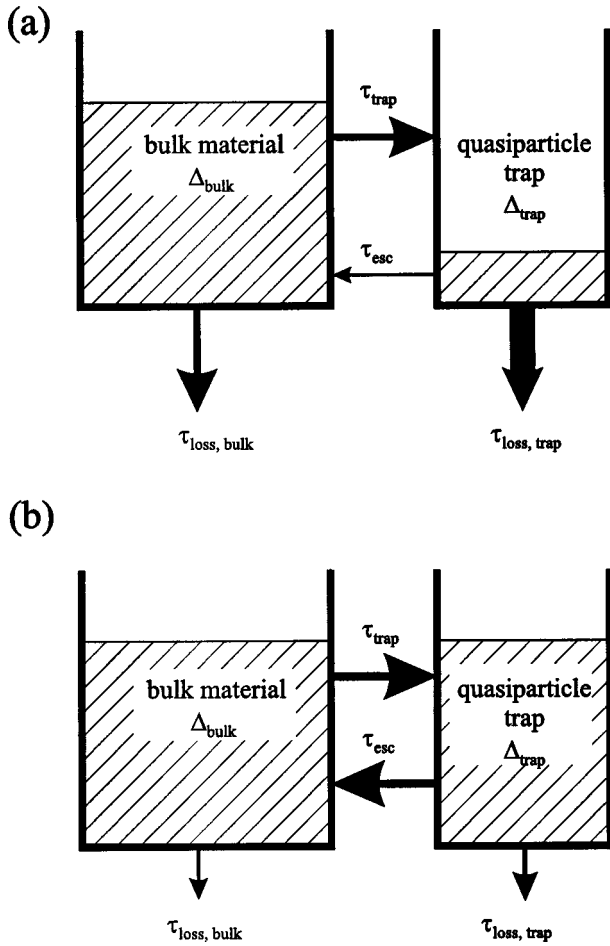 (a)
τtrap
bulk material
Δbulk
quasiparticle
trap
Δtrap
τesc
τloss, bulk
τloss, trap
(b)
τtrap
bulk material
Δbulk
quasiparticle
trap
Δtrap
τesc
τloss, bulk
τloss, trap